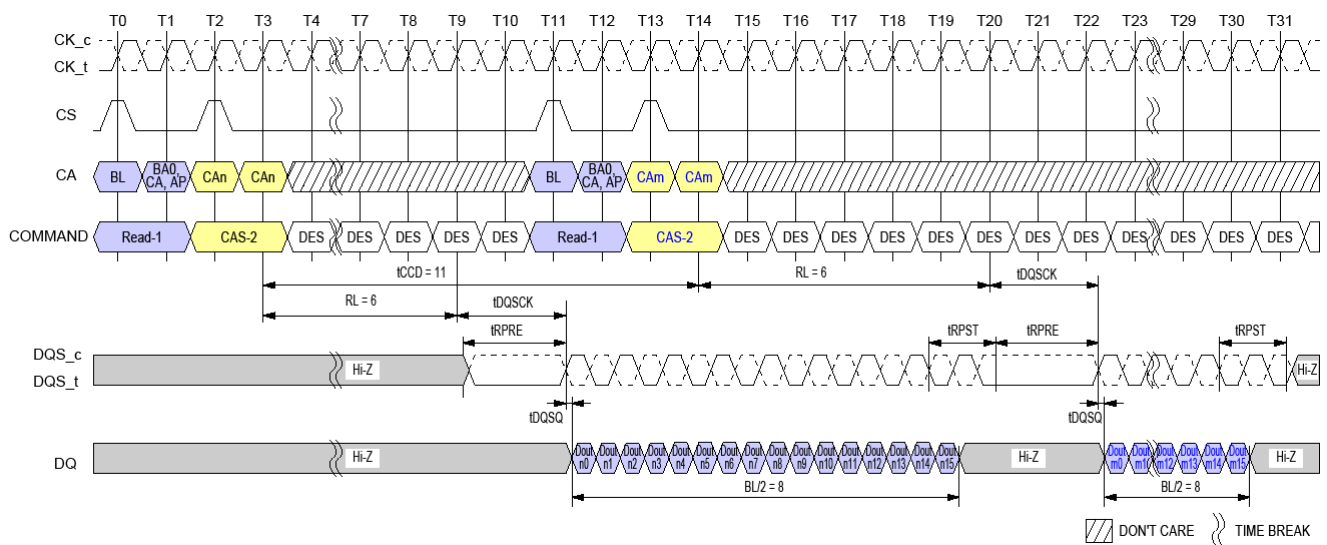 T0 T1 T2 T3 T4 T7 T8 T9 T10 T11 T12 T13 T14 T15 T16 T17 T18 T19 T20 T21 T22 T23 T29 T30 T31
CK_c
CK_t
CS
CA BL BA0, CA, AP CAn CAn BL BA0, CA, AP CAm CAm
COMMAND Read-1 CAS-2 DES DES DES DES DES Read-1 CAS-2 DES DES DES DES DES DES DES DES DES DES DES DES
tCCD = 11 RL = 6 tDQSCK
RL = 6 tDQSCK
tRPRE tRPST tRPRE tRPST
DQS_c
DQS_t
Hi-Z Hi-Z
tDQSQ tDQSQ
DQ Hi-Z Dout n0 Dout n1 Dout n2 Dout n3 Dout n4 Dout n5 Dout n6 Dout n7 Dout n8 Dout n9 Dout n10 Dout n11 Dout n12 Dout n13 Dout n14 Dout n15 Hi-Z Dout m0 Dout m12 Dout m13 Dout m14 Dout m15 Hi-Z
BL/2 = 8 BL/2 = 8
DON'T CARE TIME BREAK